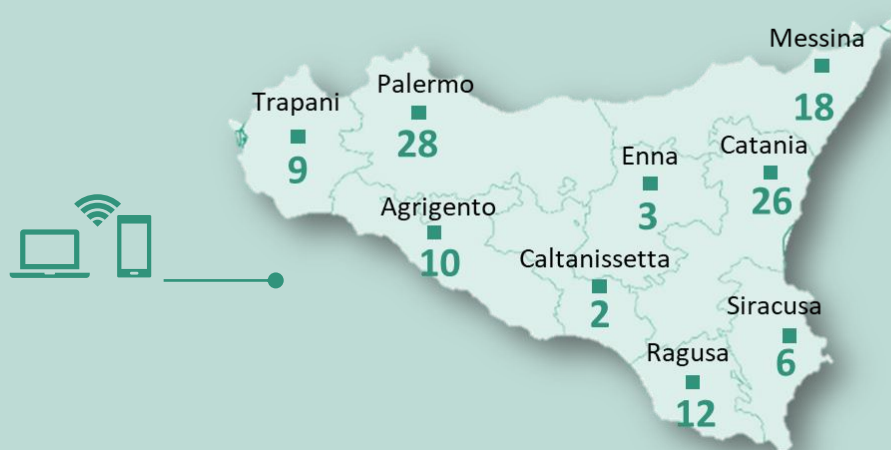 Messina
18
Palermo
28
Trapani
9
Catania
26
Enna
3
Agrigento
10
Caltanissetta
2
Siracusa
6
Ragusa
12